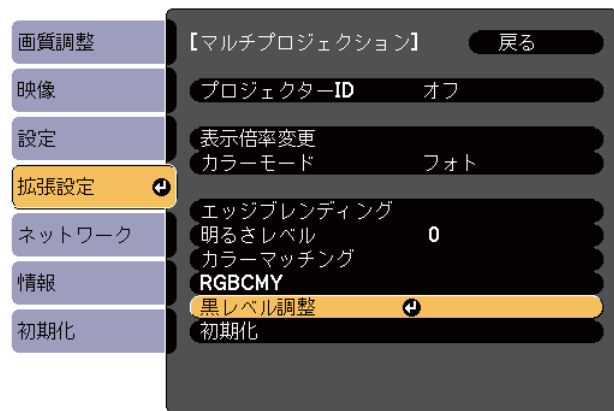 画質調整
映像
設定
拡張設定
ネットワーク
情報
初期化
[マルチプロジェクション] 戻る
プロジェクターID オフ
表示倍率変更
カラーモード フォト
エッジブレンディング
明るさレベル 0
カラーマッチング
RGBCMY
黒レベル調整
初期化